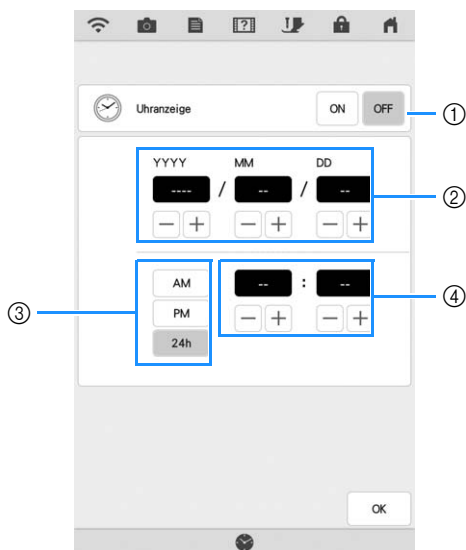 Uhranzeige ON OFF ①
YYYY MM DD
---- / -- / -- ②
− + − + − +
③ AM -- : -- ④
PM − + − +
24h
OK